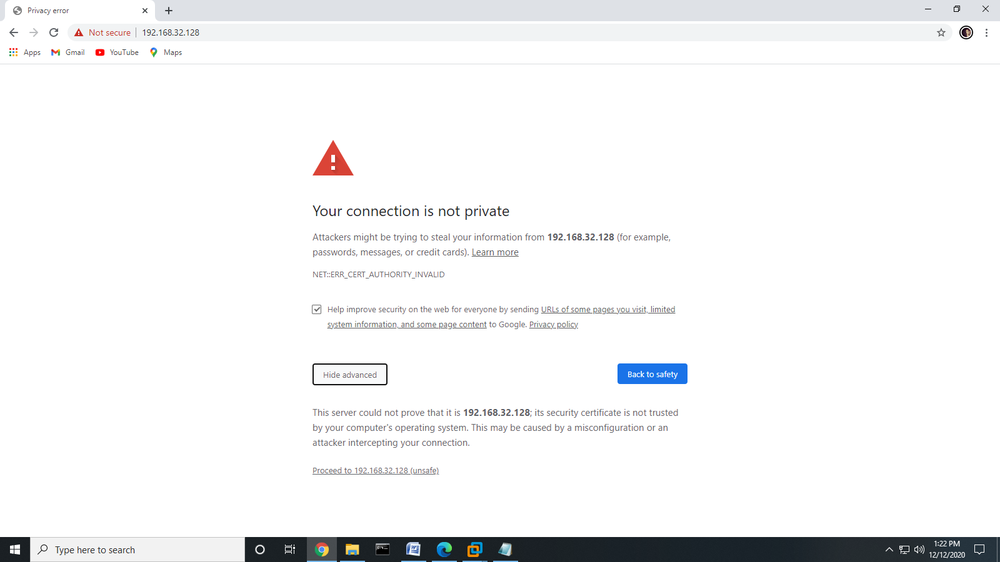 Privacy error
Not secure 192.168.32.128
Apps Gmail YouTube Maps
Your connection is not private
Attackers might be trying to steal your information from 192.168.32.128 (for example,
passwords, messages, or credit cards). Learn more
NET::ERR_CERT_AUTHORITY_INVALID
Help improve security on the web for everyone by sending URLs of some pages you visit, limited
system information, and some page content to Google. Privacy policy
Hide advanced Back to safety
This server could not prove that it is 192.168.32.128; its security certificate is not trusted
by your computer's operating system. This may be caused by a misconfiguration or an
attacker intercepting your connection.
Proceed to 192.168.32.128 (unsafe)
Type here to search
1:22 PM
12/12/2020